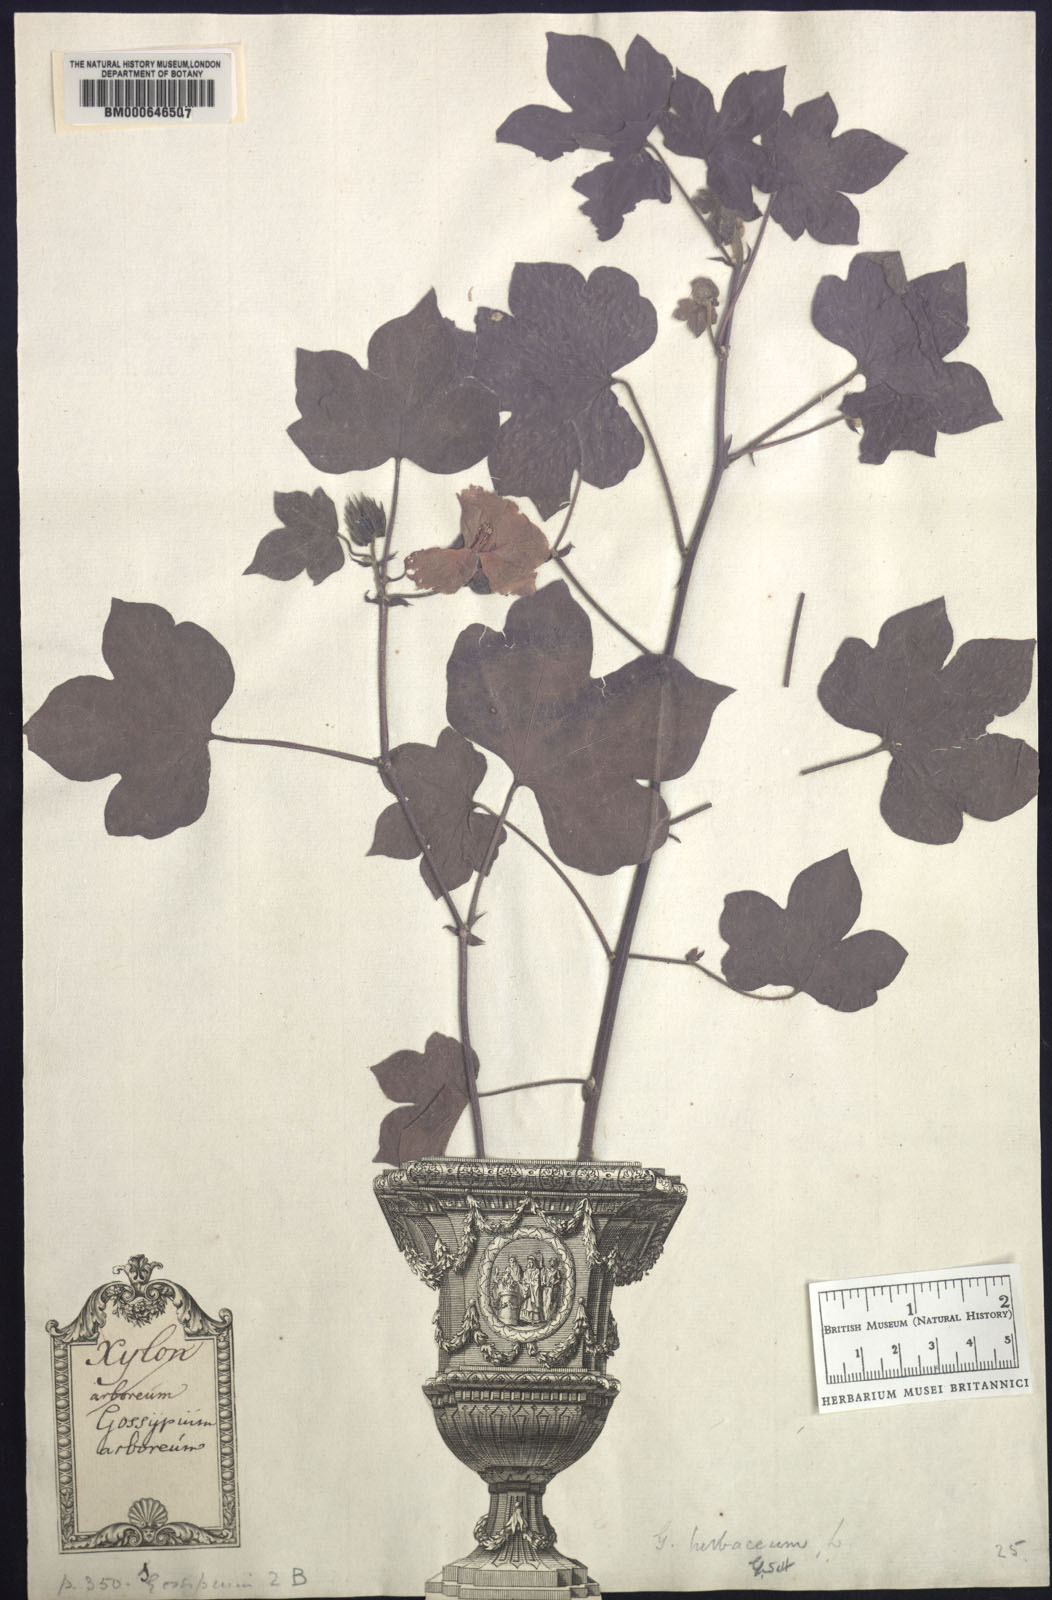 THE NATURAL HISTORY MUSEUM, LONDON
DEPARTMENT OF BOTANY
BM000646507
Xylon
arboreum
Gossypium
arboreum
BRITISH MUSEUM (NATURAL HISTORY)
1 2
1 2 3 4 5
HERBARIUM MUSEI BRITANNICI
G. herbaceum, L.
25.
p. 350. Gossipium 2 B